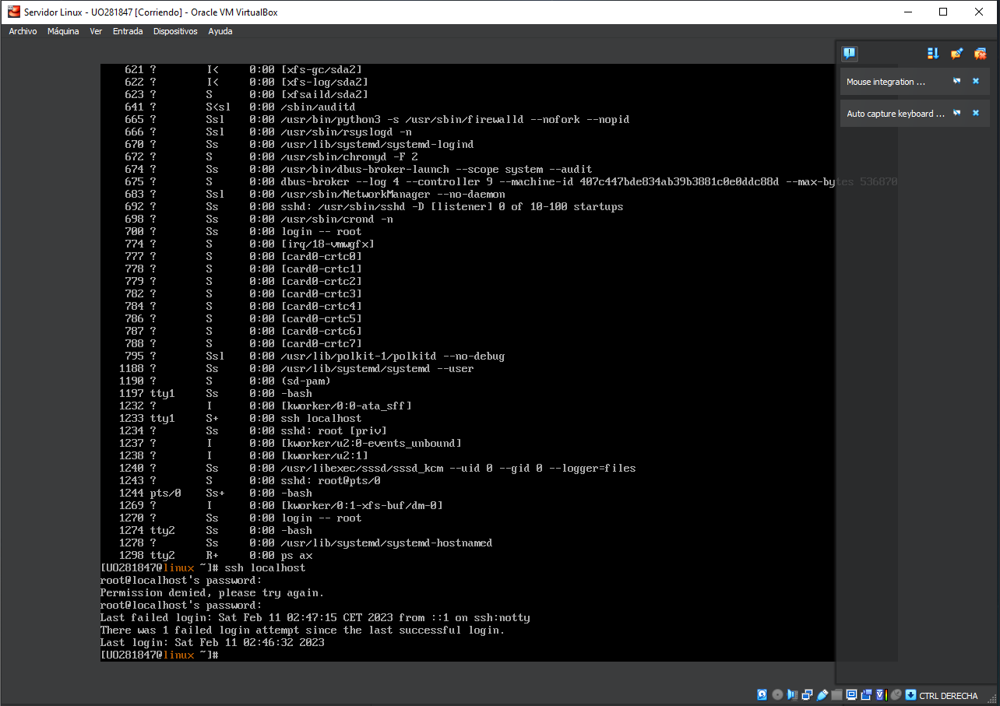 Servidor Linux - UO281847 [Corriendo] - Oracle VM VirtualBox
Archivo Máquina Ver Entrada Dispositivos Ayuda
Mouse integration ...
Auto capture keyboard ...
621 ? I< 0:00 [xfs-gc/sda2]
622 ? I< 0:00 [xfs-log/sda2]
623 ? S 0:00 [xfsaild/sda2]
641 ? S<sl 0:00 /sbin/auditd
665 ? Ssl 0:00 /usr/bin/python3 -s /usr/sbin/firewalld --nofork --nopid
666 ? Ssl 0:00 /usr/sbin/rsyslogd -n
670 ? Ss 0:00 /usr/lib/systemd/systemd-logind
672 ? S 0:00 /usr/sbin/chronyd -F 2
674 ? Ss 0:00 /usr/bin/dbus-broker-launch --scope system --audit
675 ? S 0:00 dbus-broker --log 4 --controller 9 --machine-id 407c447bde834ab39b3881c0e0ddc88d --max-bytes 536870
683 ? Ssl 0:00 /usr/sbin/NetworkManager --no-daemon
692 ? Ss 0:00 sshd: /usr/sbin/sshd -D [listener] 0 of 10-100 startups
698 ? Ss 0:00 /usr/sbin/crond -n
700 ? Ss 0:00 login -- root
774 ? S 0:00 [irq/18-vmwgfx]
777 ? S 0:00 [card0-crtc0]
778 ? S 0:00 [card0-crtc1]
779 ? S 0:00 [card0-crtc2]
782 ? S 0:00 [card0-crtc3]
784 ? S 0:00 [card0-crtc4]
786 ? S 0:00 [card0-crtc5]
787 ? S 0:00 [card0-crtc6]
788 ? S 0:00 [card0-crtc7]
795 ? Ssl 0:00 /usr/lib/polkit-1/polkitd --no-debug
1188 ? Ss 0:00 /usr/lib/systemd/systemd --user
1190 ? S 0:00 (sd-pam)
1197 tty1 Ss 0:00 -bash
1232 ? I 0:00 [kworker/0:0-ata_sff]
1233 tty1 S+ 0:00 ssh localhost
1234 ? Ss 0:00 sshd: root [priv]
1237 ? I 0:00 [kworker/u2:0-events_unbound]
1238 ? I 0:00 [kworker/u2:1]
1240 ? Ss 0:00 /usr/libexec/sssd/sssd_kcm --uid 0 --gid 0 --logger=files
1243 ? S 0:00 sshd: root@pts/0
1244 pts/0 Ss+ 0:00 -bash
1269 ? I 0:00 [kworker/0:1-xfs-buf/dm-0]
1270 ? Ss 0:00 login -- root
1274 tty2 Ss 0:00 -bash
1278 ? Ss 0:00 /usr/lib/systemd/systemd-hostnamed
1298 tty2 R+ 0:00 ps ax
[UO281847@linux ~]# ssh localhost
root@localhost's password:
Permission denied, please try again.
root@localhost's password:
Last failed login: Sat Feb 11 02:47:15 CET 2023 from ::1 on ssh:notty
There was 1 failed login attempt since the last successful login.
Last login: Sat Feb 11 02:46:32 2023
[UO281847@linux ~]#
CTRL DERECHA